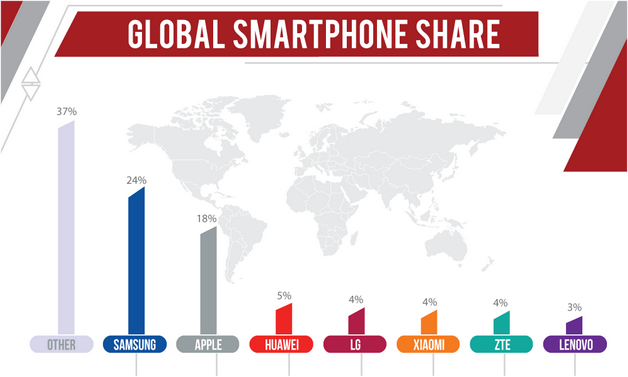 GLOBAL SMARTPHONE SHARE
37%
24%
18%
5%
4%
4%
4%
3%
OTHER
SAMSUNG
APPLE
HUAWEI
LG
XIAOMI
ZTE
LENOVO